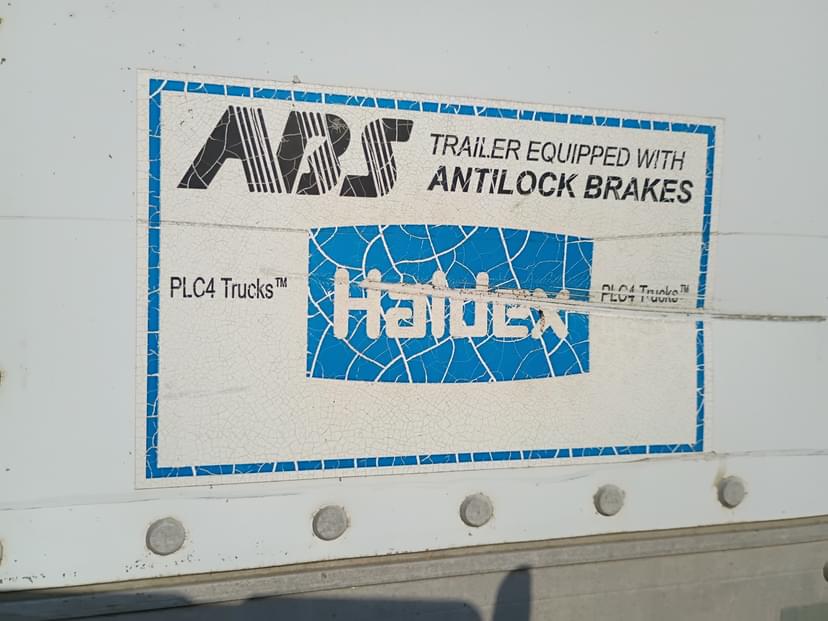 ABS
TRAILER EQUIPPED WITH
ANTILOCK BRAKES
PLC4 Trucks™
Haldex
PLC4 Trucks™